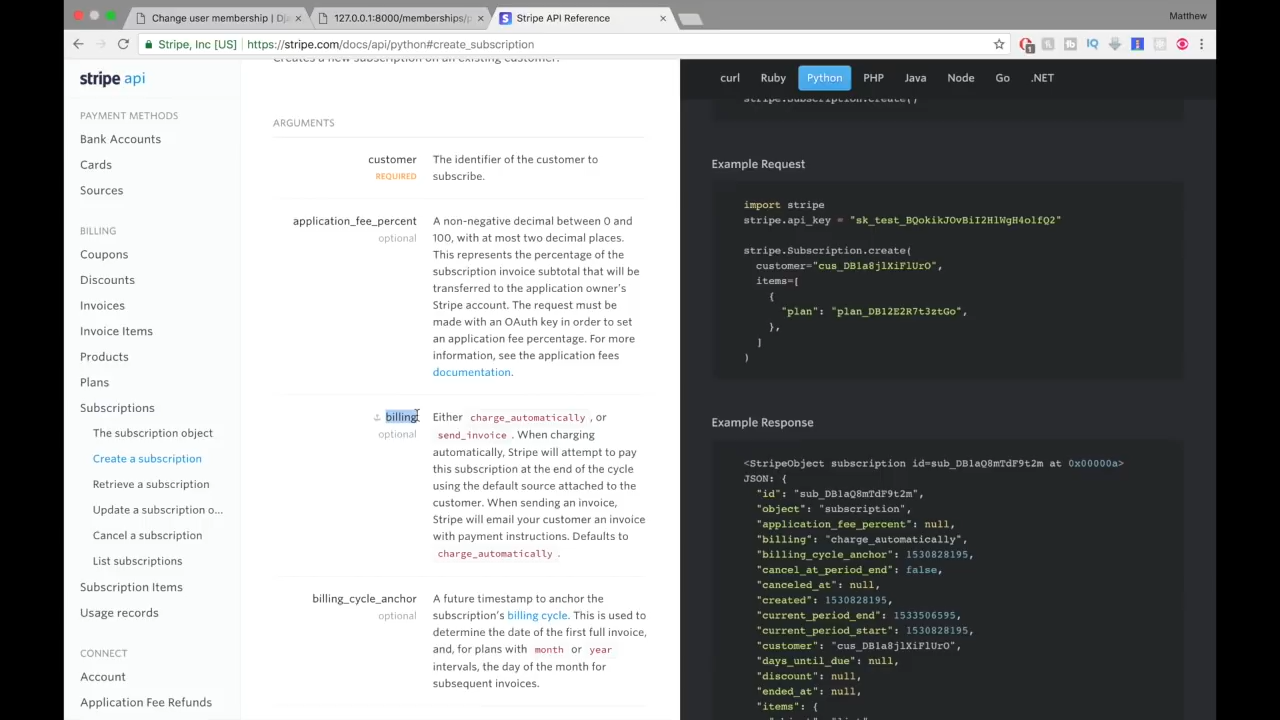 Change user membership | Dj
127.0.0.1:8000/memberships/p
Stripe API Reference
Matthew
Stripe, Inc [US]
https://stripe.com/docs/api/python#create_subscription
stripe api
PAYMENT METHODS
Bank Accounts
Cards
Sources
BILLING
Coupons
Discounts
Invoices
Invoice Items
Products
Plans
Subscriptions
The subscription object
Create a subscription
Retrieve a subscription
Update a subscription o...
Cancel a subscription
List subscriptions
Subscription Items
Usage records
CONNECT
Account
Application Fee Refunds
Creates a new subscription on an existing customer.
ARGUMENTS
customer
REQUIRED
The identifier of the customer to
subscribe.
application_fee_percent
optional
A non-negative decimal between 0 and
100, with at most two decimal places.
This represents the percentage of the
subscription invoice subtotal that will be
transferred to the application owner's
Stripe account. The request must be
made with an OAuth key in order to set
an application fee percentage. For more
information, see the application fees
documentation.
billing
optional
Either charge_automatically, or
send_invoice. When charging
automatically, Stripe will attempt to pay
this subscription at the end of the cycle
using the default source attached to the
customer. When sending an invoice,
Stripe will email your customer an invoice
with payment instructions. Defaults to
charge_automatically.
billing_cycle_anchor
optional
A future timestamp to anchor the
subscription's billing cycle. This is used to
determine the date of the first full invoice,
and, for plans with month or year
intervals, the day of the month for
subsequent invoices.
curl Ruby Python PHP Java Node Go .NET
stripe.Subscription.create()
Example Request
import stripe
stripe.api_key = "sk_test_BQokikJOvBiI2HlWgH4olfQ2"
stripe.Subscription.create(
customer="cus_DB1a8jlXiFlUrO",
items=[
{
"plan": "plan_DB12E2R7t3ztGo",
},
]
)
Example Response
<StripeObject subscription id=sub_DB1aQ8mTdF9t2m at 0x00000a>
JSON: {
"id": "sub_DB1aQ8mTdF9t2m",
"object": "subscription",
"application_fee_percent": null,
"billing": "charge_automatically",
"billing_cycle_anchor": 1530828195,
"cancel_at_period_end": false,
"canceled_at": null,
"created": 1530828195,
"current_period_end": 1533506595,
"current_period_start": 1530828195,
"customer": "cus_DB1a8jlXiFlUrO",
"days_until_due": null,
"discount": null,
"ended_at": null,
"items": {